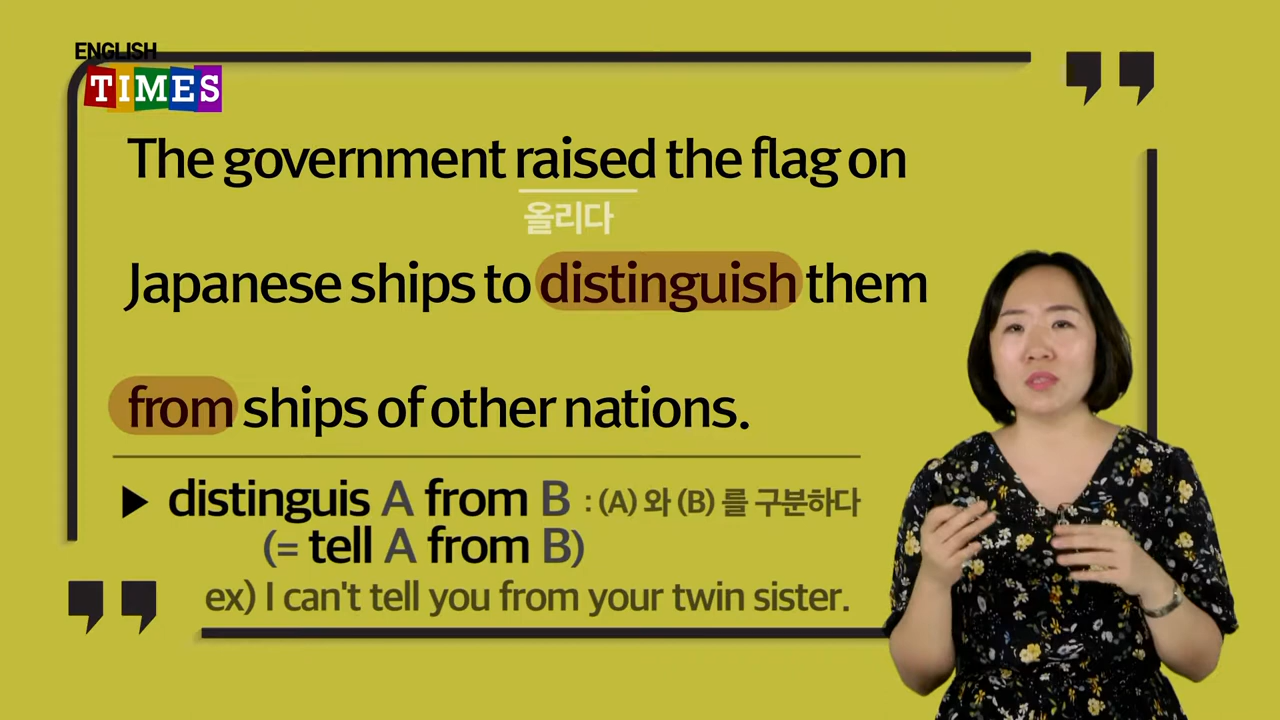 ENGLISH
TIMES
The government raised the flag on
올리다
Japanese ships to distinguish them
from ships of other nations.
▶ distinguis A from B : (A) 와 (B) 를 구분하다
(= tell A from B)
ex) I can't tell you from your twin sister.